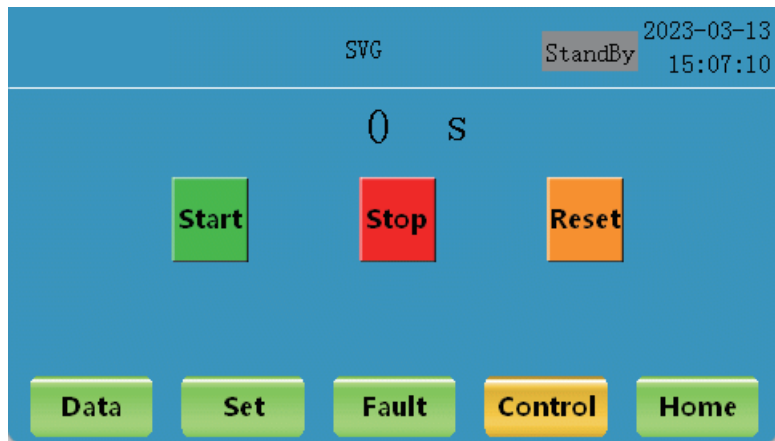 SVG
StandBy
2023-03-13
15:07:10
0 s
Start
Stop
Reset
Data
Set
Fault
Control
Home